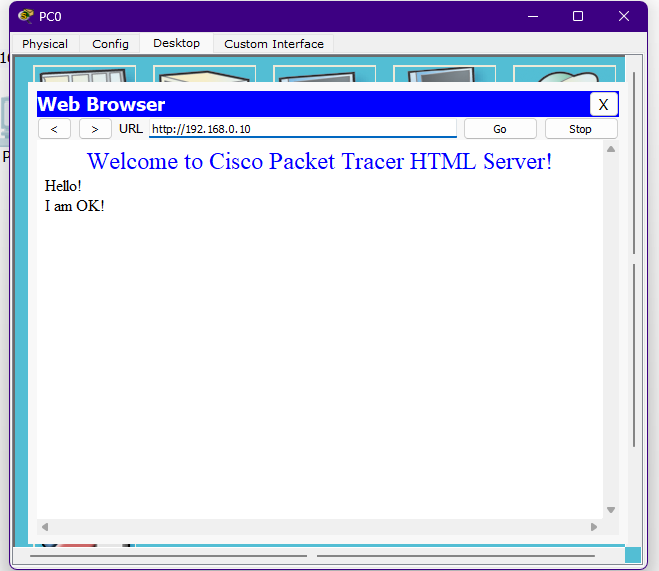 PC0
Physical Config Desktop Custom Interface
Web Browser X
< > URL http://192.168.0.10 Go Stop
Welcome to Cisco Packet Tracer HTML Server!
Hello!
I am OK!